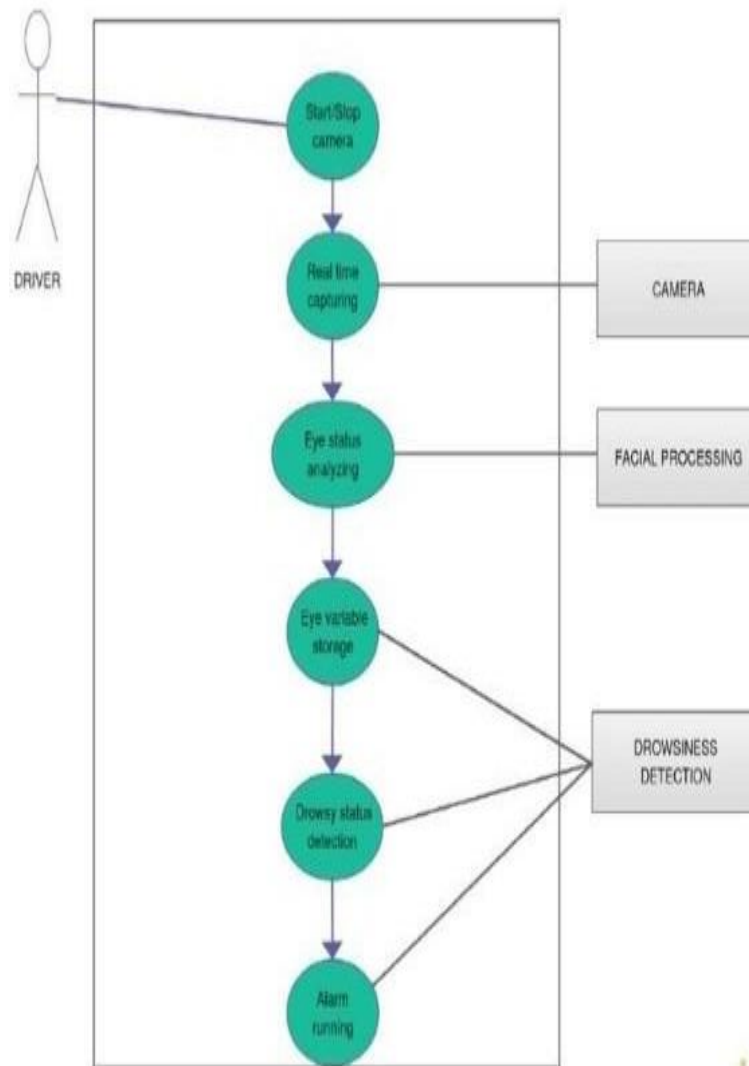 Start/Stop
camera
DRIVER
Real time
capturing
CAMERA
Eye status
analyzing
FACIAL PROCESSING
Eye variable
storage
DROWSINESS
DETECTION
Drowsy status
detection
Alarm
running